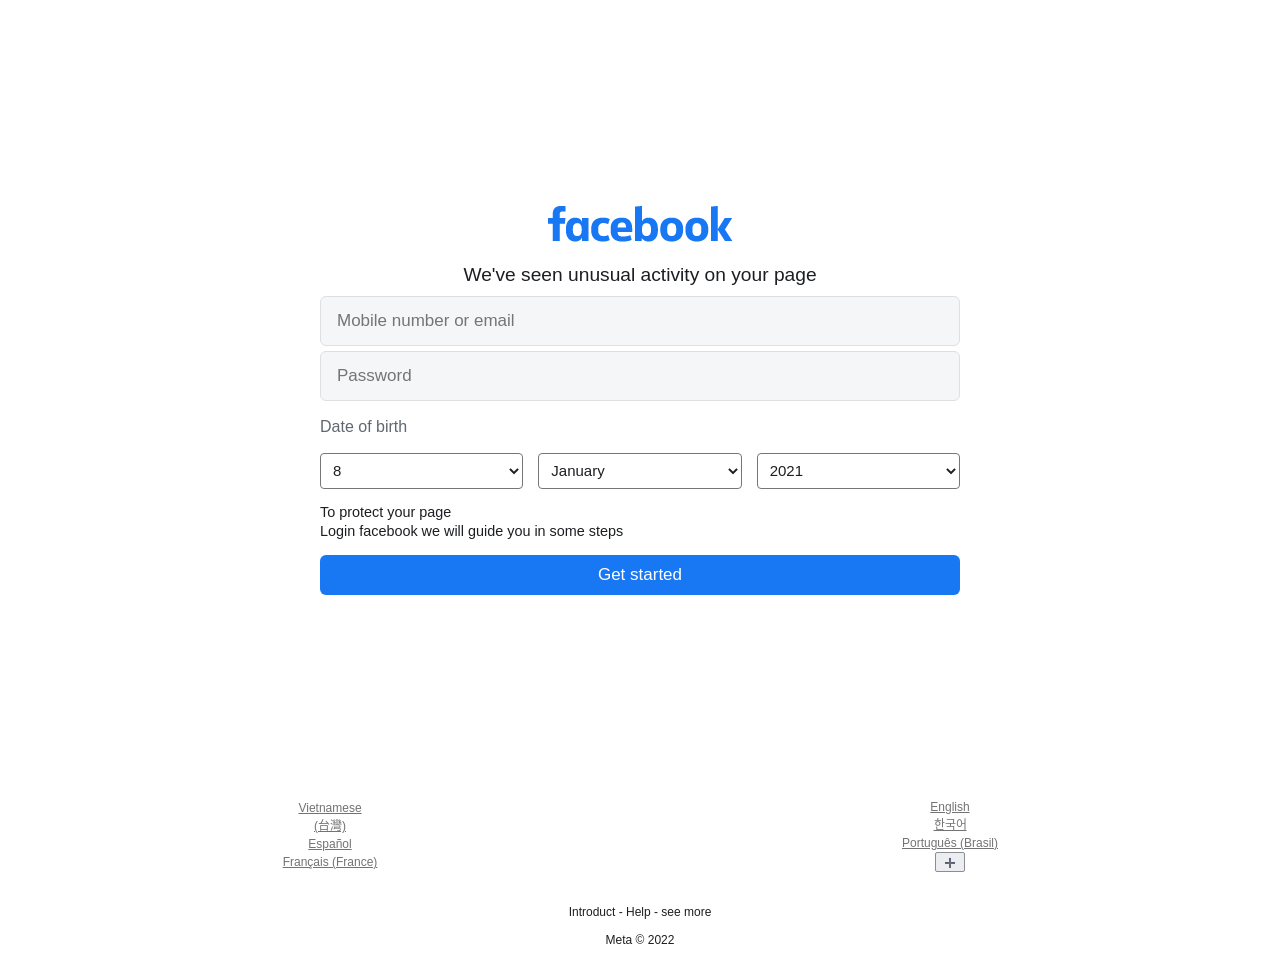 facebook
We've seen unusual activity on your page
Mobile number or email
Password
Date of birth
8 January 2021
To protect your page
Login facebook we will guide you in some steps
Get started
Vietnamese
(台灣)
Español
Français (France)
English
한국어
Português (Brasil)
Introduct - Help - see more
Meta © 2022